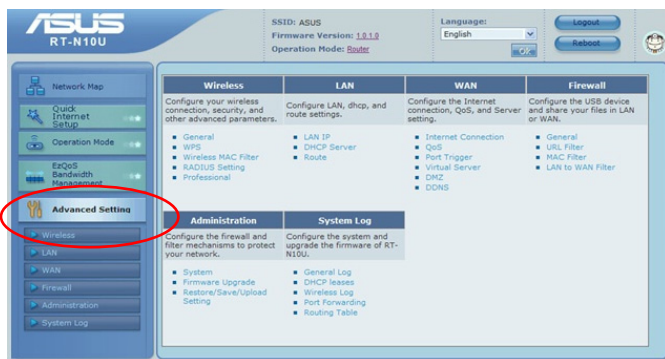 ASUS
RT-N10U
SSID: ASUS
Firmware Version: 1.0.1.0
Operation Mode: Router
Language:
English
OK
Logout
Reboot
Network Map
Quick
Internet
Setup
Operation Mode
EzQoS
Bandwidth
Management
Advanced Setting
Wireless
LAN
WAN
Firewall
Administration
System Log
Wireless
Configure your wireless
connection, security, and
other advanced parameters.
General
WPS
Wireless MAC Filter
RADIUS Setting
Professional
LAN
Configure LAN, dhcp, and
route settings.
LAN IP
DHCP Server
Route
WAN
Configure the Internet
connection, QoS, and Server
setting.
Internet Connection
QoS
Port Trigger
Virtual Server
DMZ
DDNS
Firewall
Configure the USB device
and share your files in LAN
or WAN.
General
URL Filter
MAC Filter
LAN to WAN Filter
Administration
Configure the firewall and
filter mechanisms to protect
your network.
System
Firmware Upgrade
Restore/Save/Upload
Setting
System Log
Configure the system and
upgrade the firmware of RT-
N10U.
General Log
DHCP leases
Wireless Log
Port Forwarding
Routing Table